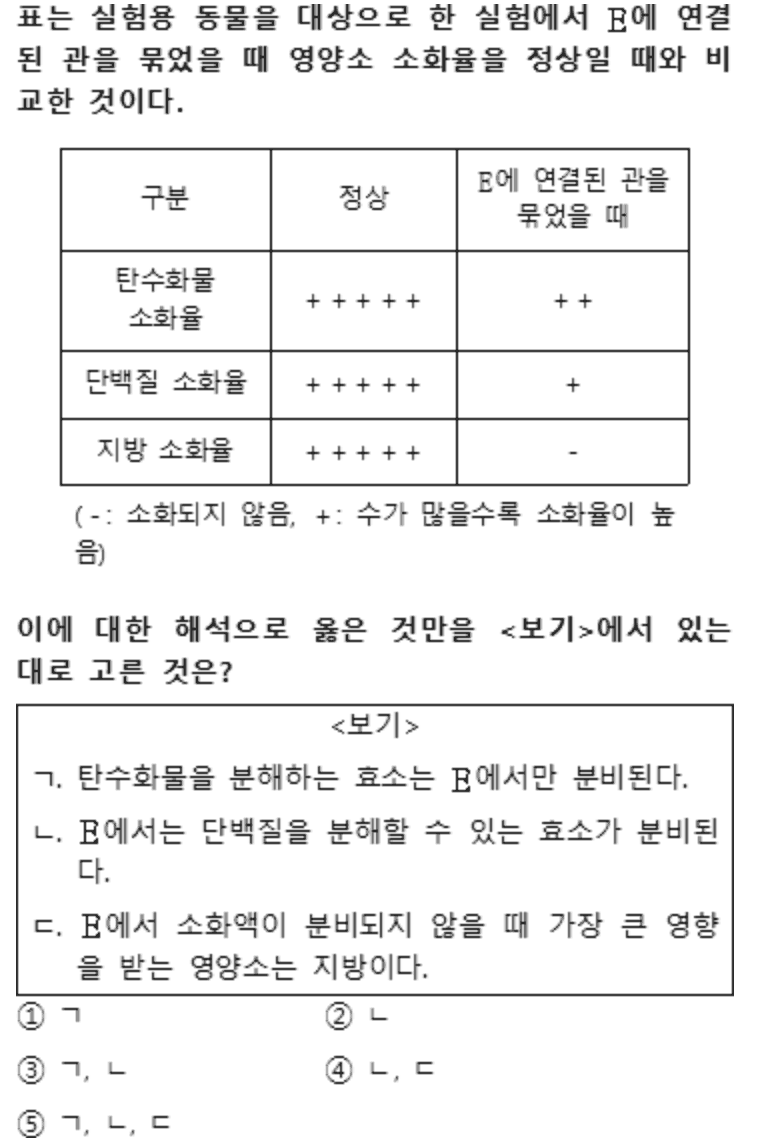 표는 실험용 동물을 대상으로 한 실험에서 E에 연결
된 관을 묶었을 때 영양소 소화율을 정상일 때와 비
교한 것이다.
구분
정상
E에 연결된 관을
묶었을 때
탄수화물
소화율
+ + + + +
+ +
단백질 소화율
+ + + + +
+
지방 소화율
+ + + + +
-
(-: 소화되지 않음, +: 수가 많을수록 소화율이 높
음)
이에 대한 해석으로 옳은 것만을 <보기>에서 있는
대로 고른 것은?
<보기>
ㄱ. 탄수화물을 분해하는 효소는 E에서만 분비된다.
ㄴ. E에서는 단백질을 분해할 수 있는 효소가 분비된
다.
ㄷ. E에서 소화액이 분비되지 않을 때 가장 큰 영향
을 받는 영양소는 지방이다.
① ㄱ ② ㄴ
③ ㄱ, ㄴ ④ ㄴ, ㄷ
⑤ ㄱ, ㄴ, ㄷ